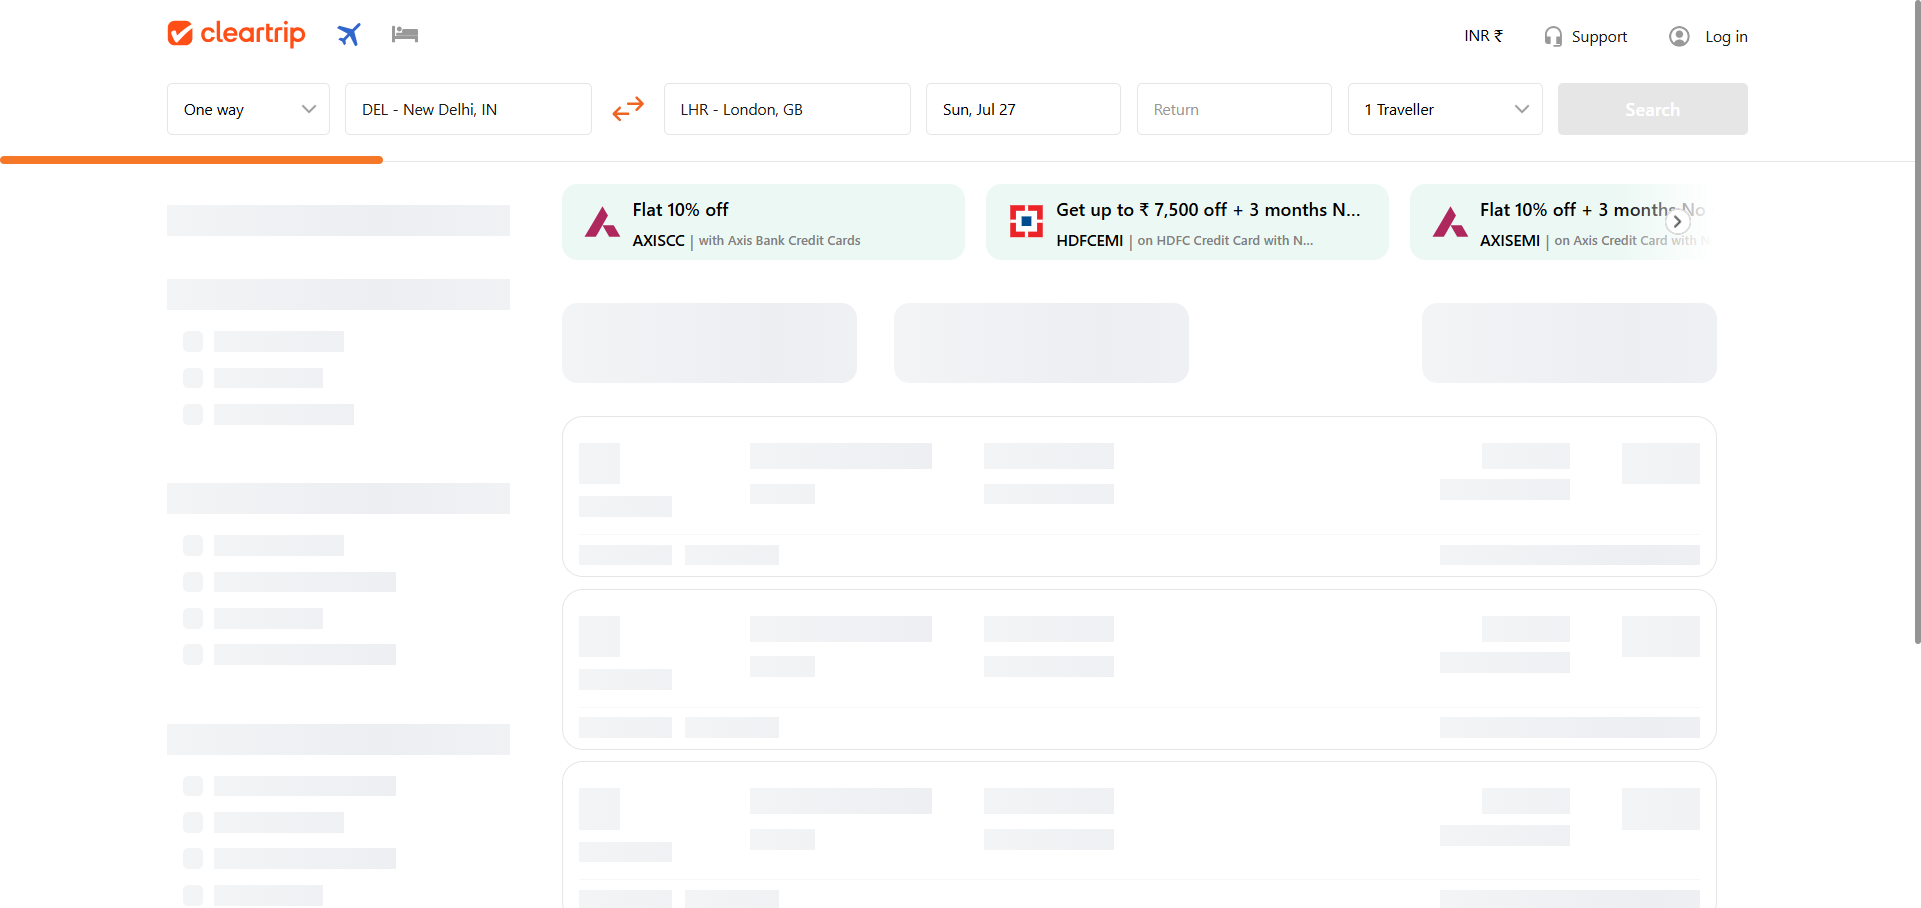 cleartrip
INR ₹
Support
Log in
One way
DEL - New Delhi, IN
LHR - London, GB
Sun, Jul 27
Return
1 Traveller
Search
Flat 10% off
AXISCC | with Axis Bank Credit Cards
Get up to ₹ 7,500 off + 3 months N...
HDFCEMI | on HDFC Credit Card with N...
Flat 10% off + 3 months No
AXISEMI | on Axis Credit Card with N